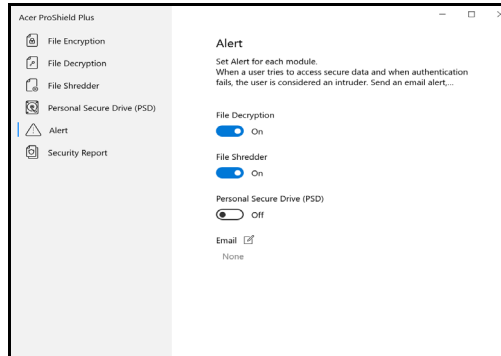 Acer ProShield Plus
File Encryption
File Decryption
File Shredder
Personal Secure Drive (PSD)
Alert
Security Report
Alert
Set Alert for each module.
When a user tries to access secure data and when authentication
fails, the user is considered an intruder. Send an email alert,...
File Decryption
On
File Shredder
On
Personal Secure Drive (PSD)
Off
Email
None